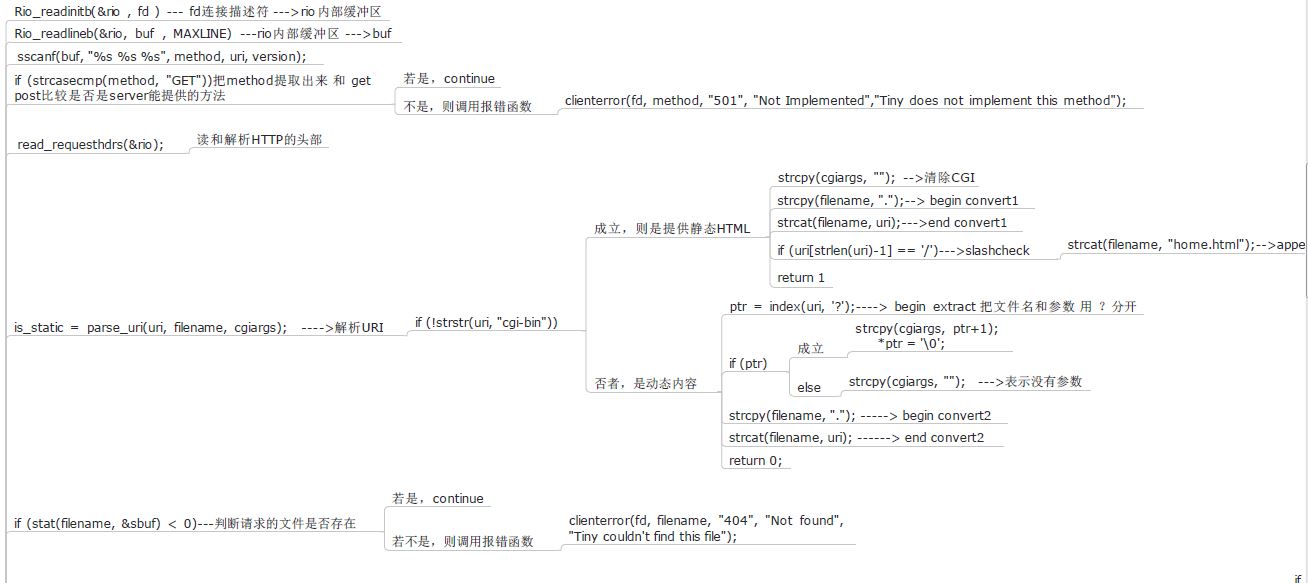 Rio_readinitb(&rio , fd ) --- fd连接描述符 --->rio内部缓冲区
Rio_readlineb(&rio, buf , MAXLINE) ---rio内部缓冲区 --->buf
sscanf(buf, "%s %s %s", method, uri, version);
if (strcasecmp(method, "GET"))把method提取出来 和 get
post比较是否是server能提供的方法
若是，continue
不是，则调用报错函数
clienterror(fd, method, "501", "Not Implemented","Tiny does not implement this method");
read_requesthdrs(&rio);
读和解析HTTP的头部
is_static = parse_uri(uri, filename, cgiargs); ---->解析URI
if (!strstr(uri, "cgi-bin"))
成立，则是提供静态HTML
strcpy(cgiargs, ""); -->清除CGI
strcpy(filename, ".");--> begin convert1
strcat(filename, uri);--->end convert1
if (uri[strlen(uri)-1] == '/')--->slashcheck
strcat(filename, "home.html");-->appe
return 1
否者，是动态内容
ptr = index(uri, '?');----> begin extract 把文件名和参数 用 ？分开
if (ptr)
成立
strcpy(cgiargs, ptr+1);
*ptr = '\0';
else
strcpy(cgiargs, ""); --->表示没有参数
strcpy(filename, "."); -----> begin convert2
strcat(filename, uri); ------> end convert2
return 0;
if (stat(filename, &sbuf) < 0)---判断请求的文件是否存在
若是，continue
若不是，则调用报错函数
clienterror(fd, filename, "404", "Not found",
"Tiny couldn't find this file");
if